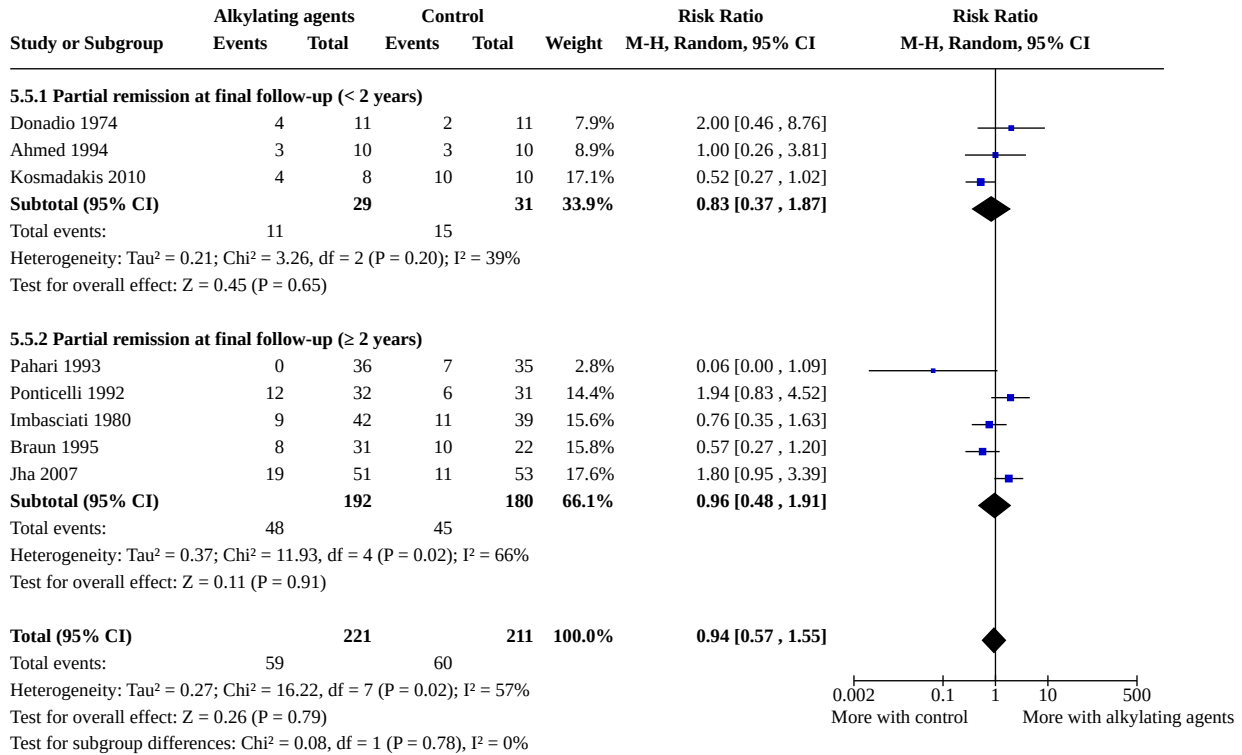 Alkylating agents Control Risk Ratio Risk Ratio
Study or Subgroup Events Total Events Total Weight M-H, Random, 95% CI M-H, Random, 95% CI
5.5.1 Partial remission at final follow-up (< 2 years)
Donadio 1974 4 11 2 11 7.9% 2.00 [0.46 , 8.76]
Ahmed 1994 3 10 3 10 8.9% 1.00 [0.26 , 3.81]
Kosmadakis 2010 4 8 10 10 17.1% 0.52 [0.27 , 1.02]
Subtotal (95% CI) 29 31 33.9% 0.83 [0.37 , 1.87]
Total events: 11 15
Heterogeneity: Tau² = 0.21; Chi² = 3.26, df = 2 (P = 0.20); I² = 39%
Test for overall effect: Z = 0.45 (P = 0.65)
5.5.2 Partial remission at final follow-up (≥ 2 years)
Pahari 1993 0 36 7 35 2.8% 0.06 [0.00 , 1.09]
Ponticelli 1992 12 32 6 31 14.4% 1.94 [0.83 , 4.52]
Imbasciati 1980 9 42 11 39 15.6% 0.76 [0.35 , 1.63]
Braun 1995 8 31 10 22 15.8% 0.57 [0.27 , 1.20]
Jha 2007 19 51 11 53 17.6% 1.80 [0.95 , 3.39]
Subtotal (95% CI) 192 180 66.1% 0.96 [0.48 , 1.91]
Total events: 48 45
Heterogeneity: Tau² = 0.37; Chi² = 11.93, df = 4 (P = 0.02); I² = 66%
Test for overall effect: Z = 0.11 (P = 0.91)
Total (95% CI) 221 211 100.0% 0.94 [0.57 , 1.55]
Total events: 59 60
Heterogeneity: Tau² = 0.27; Chi² = 16.22, df = 7 (P = 0.02); I² = 57%
0.002 0.1 1 10 500
Test for overall effect: Z = 0.26 (P = 0.79)
More with control More with alkylating agents
Test for subgroup differences: Chi² = 0.08, df = 1 (P = 0.78), I² = 0%